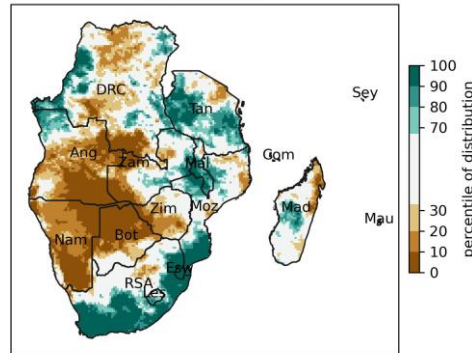 DRC
Tan
Sey
Ang
Zam
Mal
Com
Zim
Moz
Mad
Mau
Nam
Bot
Esw
RSA
Les
100
90
80
70
30
20
10
0
percentile of distribution